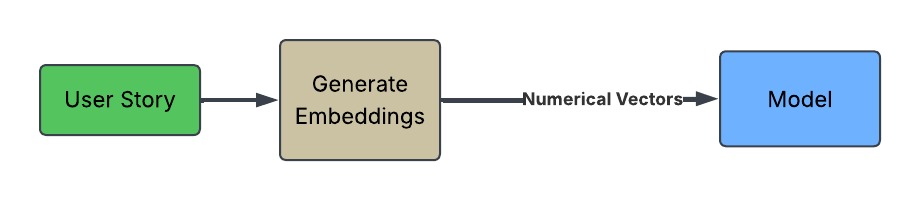 User Story
Generate
Embeddings
Numerical Vectors
Model